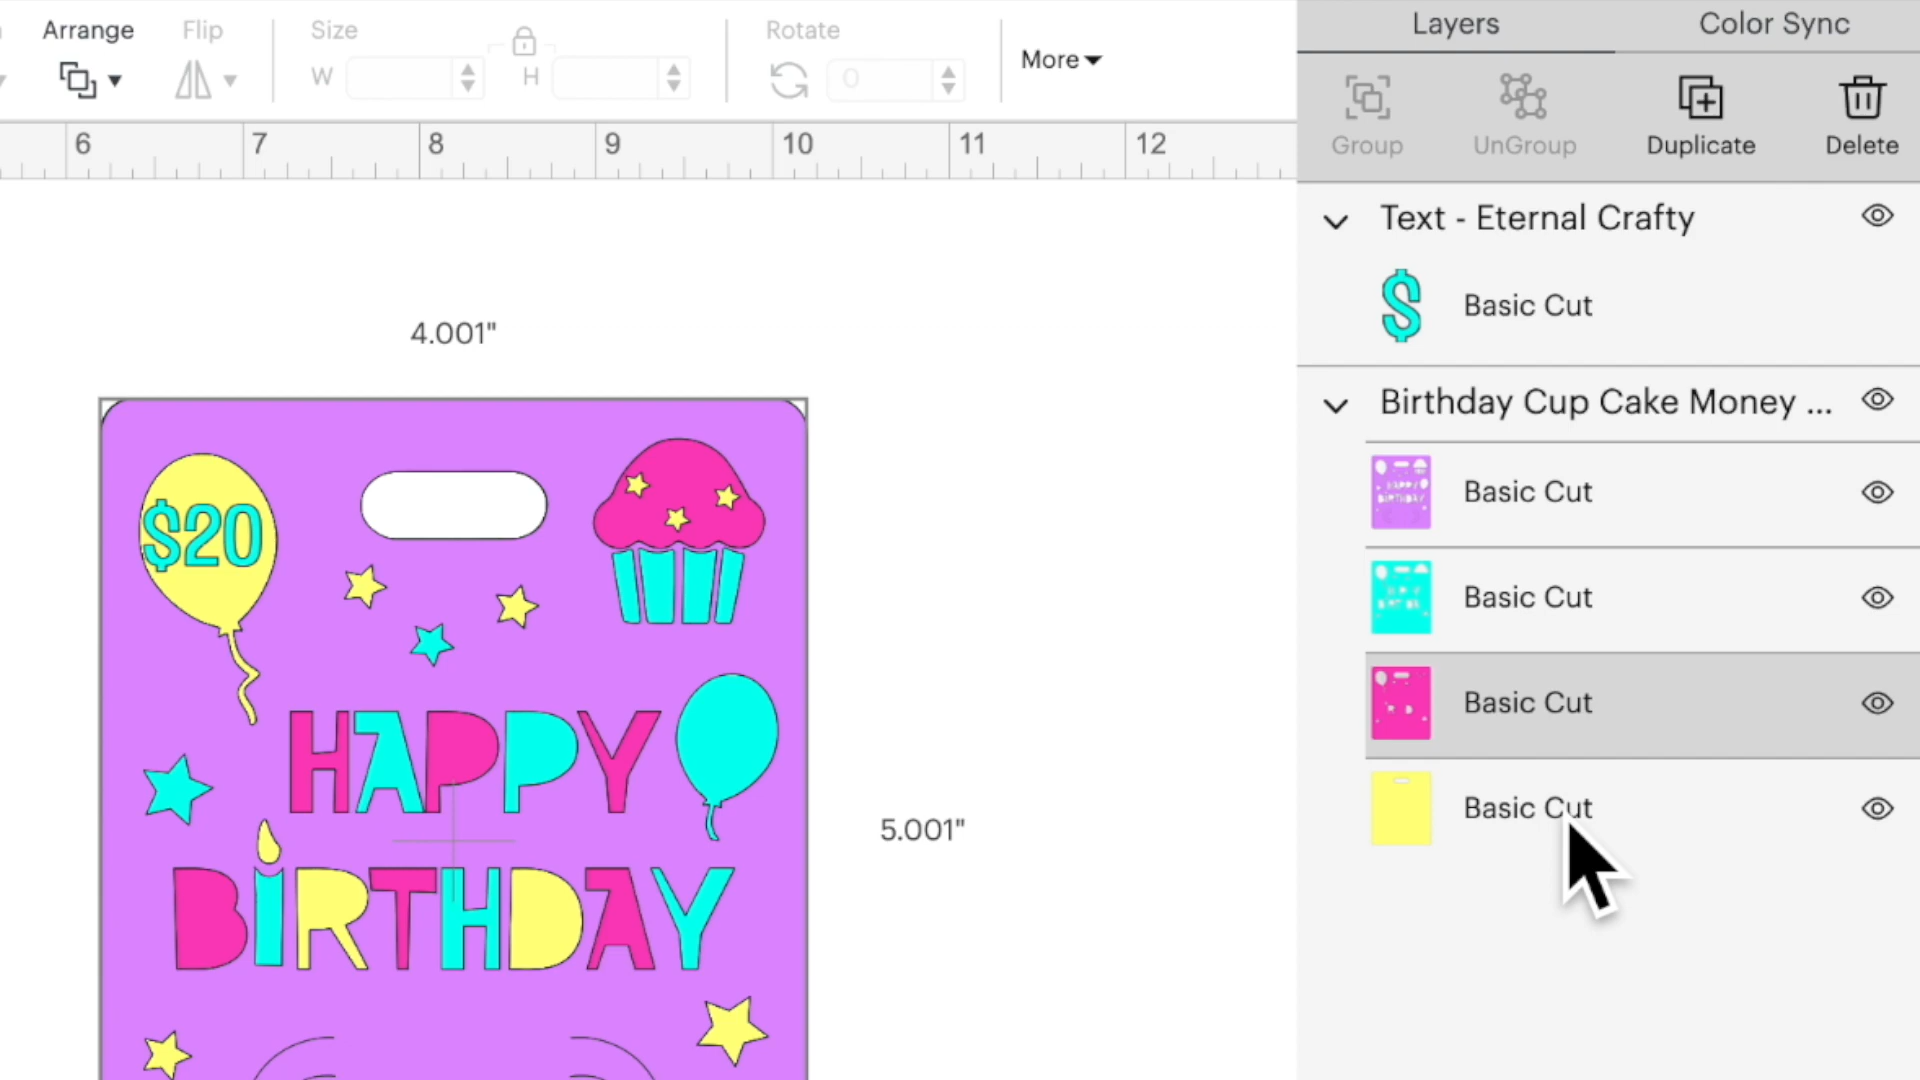 Arrange
Flip
Size
W
H
Rotate
0
More
6 7 8 9 10 11 12
4.001"
$20
HAPPY
BIRTHDAY
5.001"
Layers
Color Sync
Group
UnGroup
Duplicate
Delete
Text - Eternal Crafty
$
Basic Cut
Birthday Cup Cake Money ...
Basic Cut
Basic Cut
Basic Cut
Basic Cut